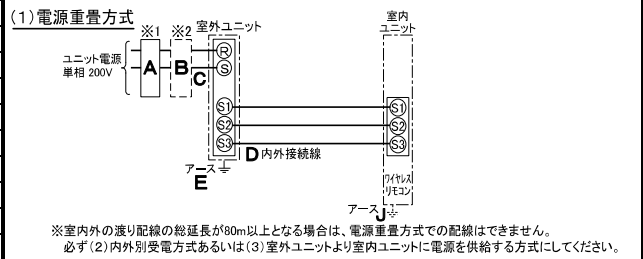 (1)電源重畳方式
※1 ※2 室外ユニット
室内
ユニット
ユニット電源
単相 200V
A B C
R
S
S1 S1
S2 S2
S3 S3
D 内外接続線
アース
E
ワイヤレス
リモコン
アース J
※室内外の渡り配線の総延長が80m以上となる場合は、電源重畳方式での配線はできません。
必ず(2)内外別受電方式あるいは(3)室外ユニットより室内ユニットに電源を供給する方式にしてください。